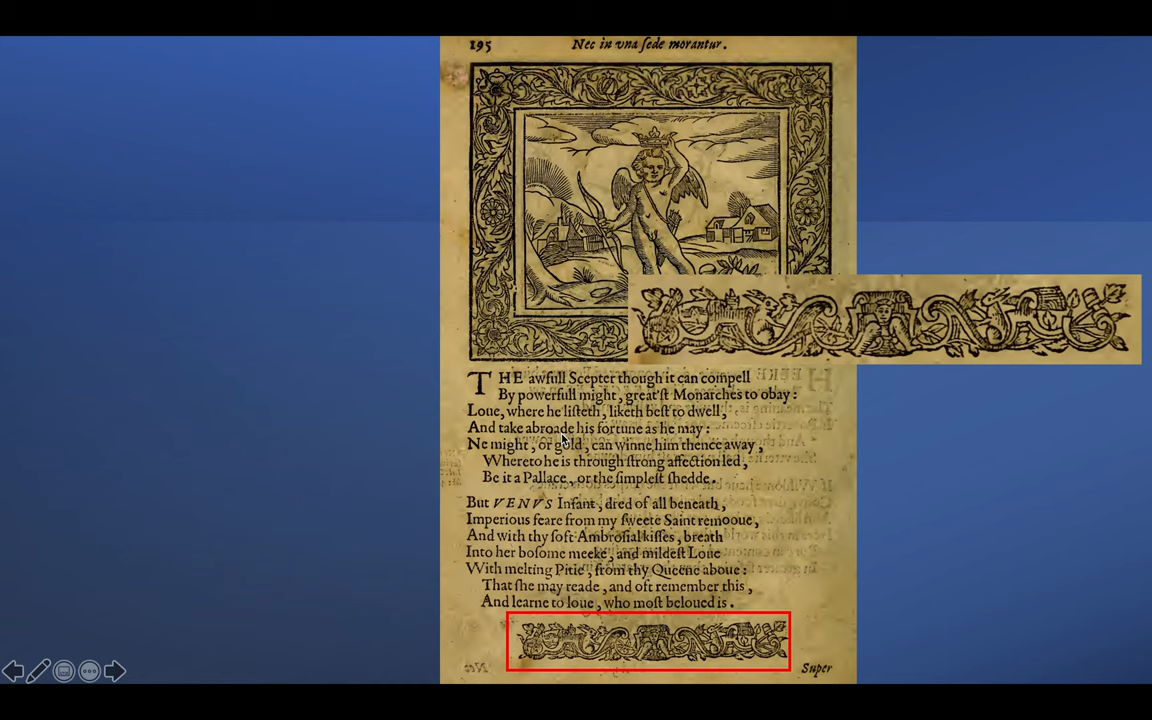 195
Nec in vna ſede morantur.
THE awfull Scepter though it can compell
By powerfull might, great'ſt Monarches to obay:
Loue, where he liſteth, liketh beſt to dwell,
And take abroade his fortune as he may:
Ne might, or gold, can winne him thence away,
Whereto he is through ſtrong affection led,
Be it a Pallace, or the ſimpleſt ſhedde.
But VENVS Infant, dred of all beneath,
Imperious feare from my ſweete Saint remooue,
And with thy ſoft Ambroſial kiſſes, breath
Into her boſome meeke, and mildeſt Loue
With melting Pitie, from thy Queene aboue:
That ſhe may reade, and oft remember this,
And learne to loue, who moſt beloued is.
Super